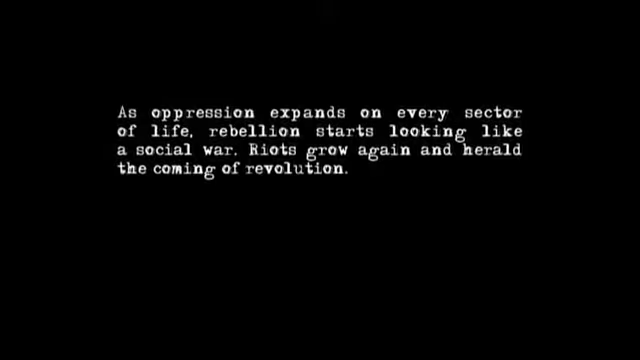 As oppression expands on every sector
of life, rebellion starts looking like
a social war. Riots grow again and herald
the coming of revolution.